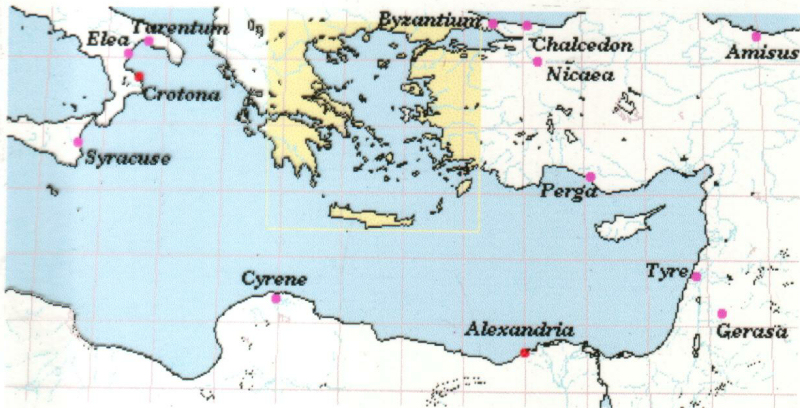 Byzantium
Tarentum
Elea
Chalcedon
Amisus
Nicaea
Crotona
Syracuse
Perga
Tyre
Cyrene
Alexandria
Gerasa